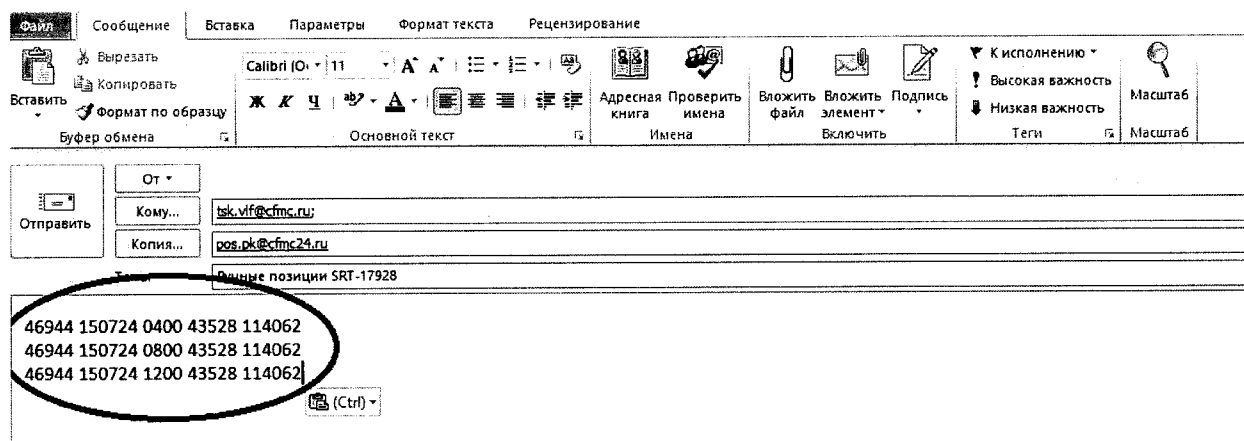 Файл Сообщение Вставка Параметры Формат текста Рецензирование
Вставить
Вырезать
Копировать
Формат по образцу
Буфер обмена
Calibri (О 11
Ж К Ч
Основной текст
Адресная книга
Проверить имена
Имена
Вложить файл
Вложить элемент
Подпись
Включить
К исполнению
Высокая важность
Низкая важность
Теги
Масштаб
Масштаб
Отправить
От
Кому... tsk.vlf@cfmc.ru;
Копия... pos.pk@cfmc24.ru
Ручные позиции SRT-17928
46944 150724 0400 43528 114062
46944 150724 0800 43528 114062
46944 150724 1200 43528 114062
(Ctrl)